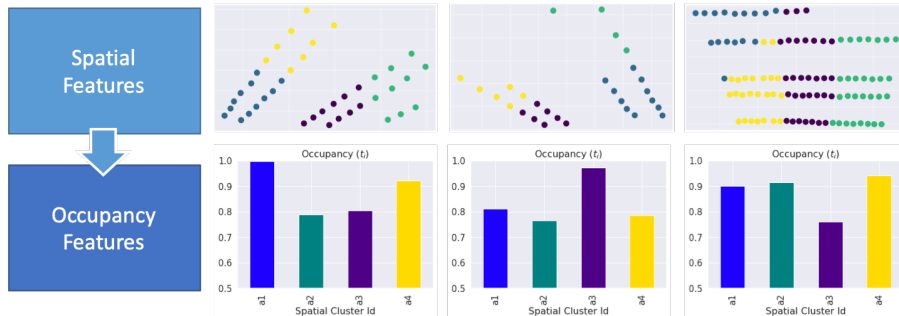 Spatial
Features
Occupancy
Features
Occupancy (tᵢ)
1.0
0.9
0.8
0.7
0.6
0.5
a1 a2 a3 a4
Spatial Cluster Id
Occupancy (tᵢ)
1.0
0.9
0.8
0.7
0.6
0.5
a1 a2 a3 a4
Spatial Cluster Id
Occupancy (tᵢ)
1.0
0.9
0.8
0.7
0.6
0.5
a1 a2 a3 a4
Spatial Cluster Id